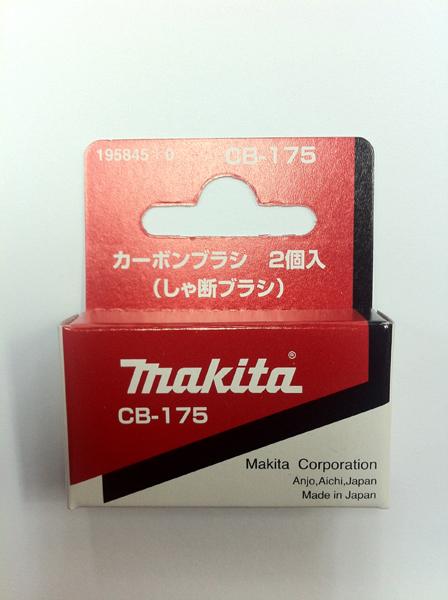 195845-0 CB-175
カーボンブラシ 2個入
(しゃ断ブラシ)
makita®
CB-175
Makita Corporation
Anjo,Aichi,Japan
Made in Japan